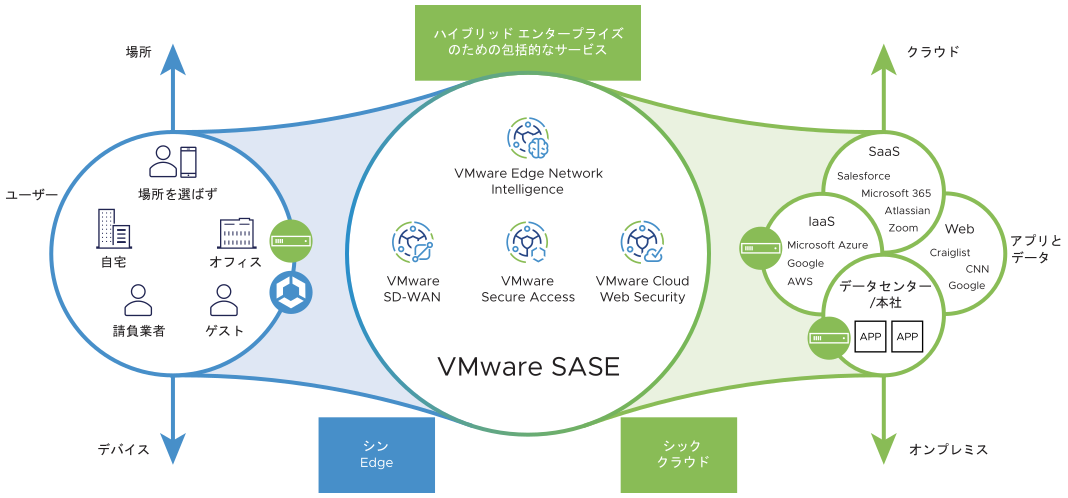 ハイブリッド エンタープライズ
のための包括的なサービス
場所
クラウド
ユーザー
場所を選ばず
自宅
オフィス
請負業者
ゲスト
デバイス
VMware Edge Network
Intelligence
VMware
SD-WAN
VMware
Secure Access
VMware Cloud
Web Security
VMware SASE
シン
Edge
シック
クラウド
SaaS
Salesforce
Microsoft 365
Atlassian
Zoom
IaaS
Microsoft Azure
Google
AWS
Web
Craiglist
CNN
Google
アプリと
データ
データセンター
/本社
APP
APP
オンプレミス